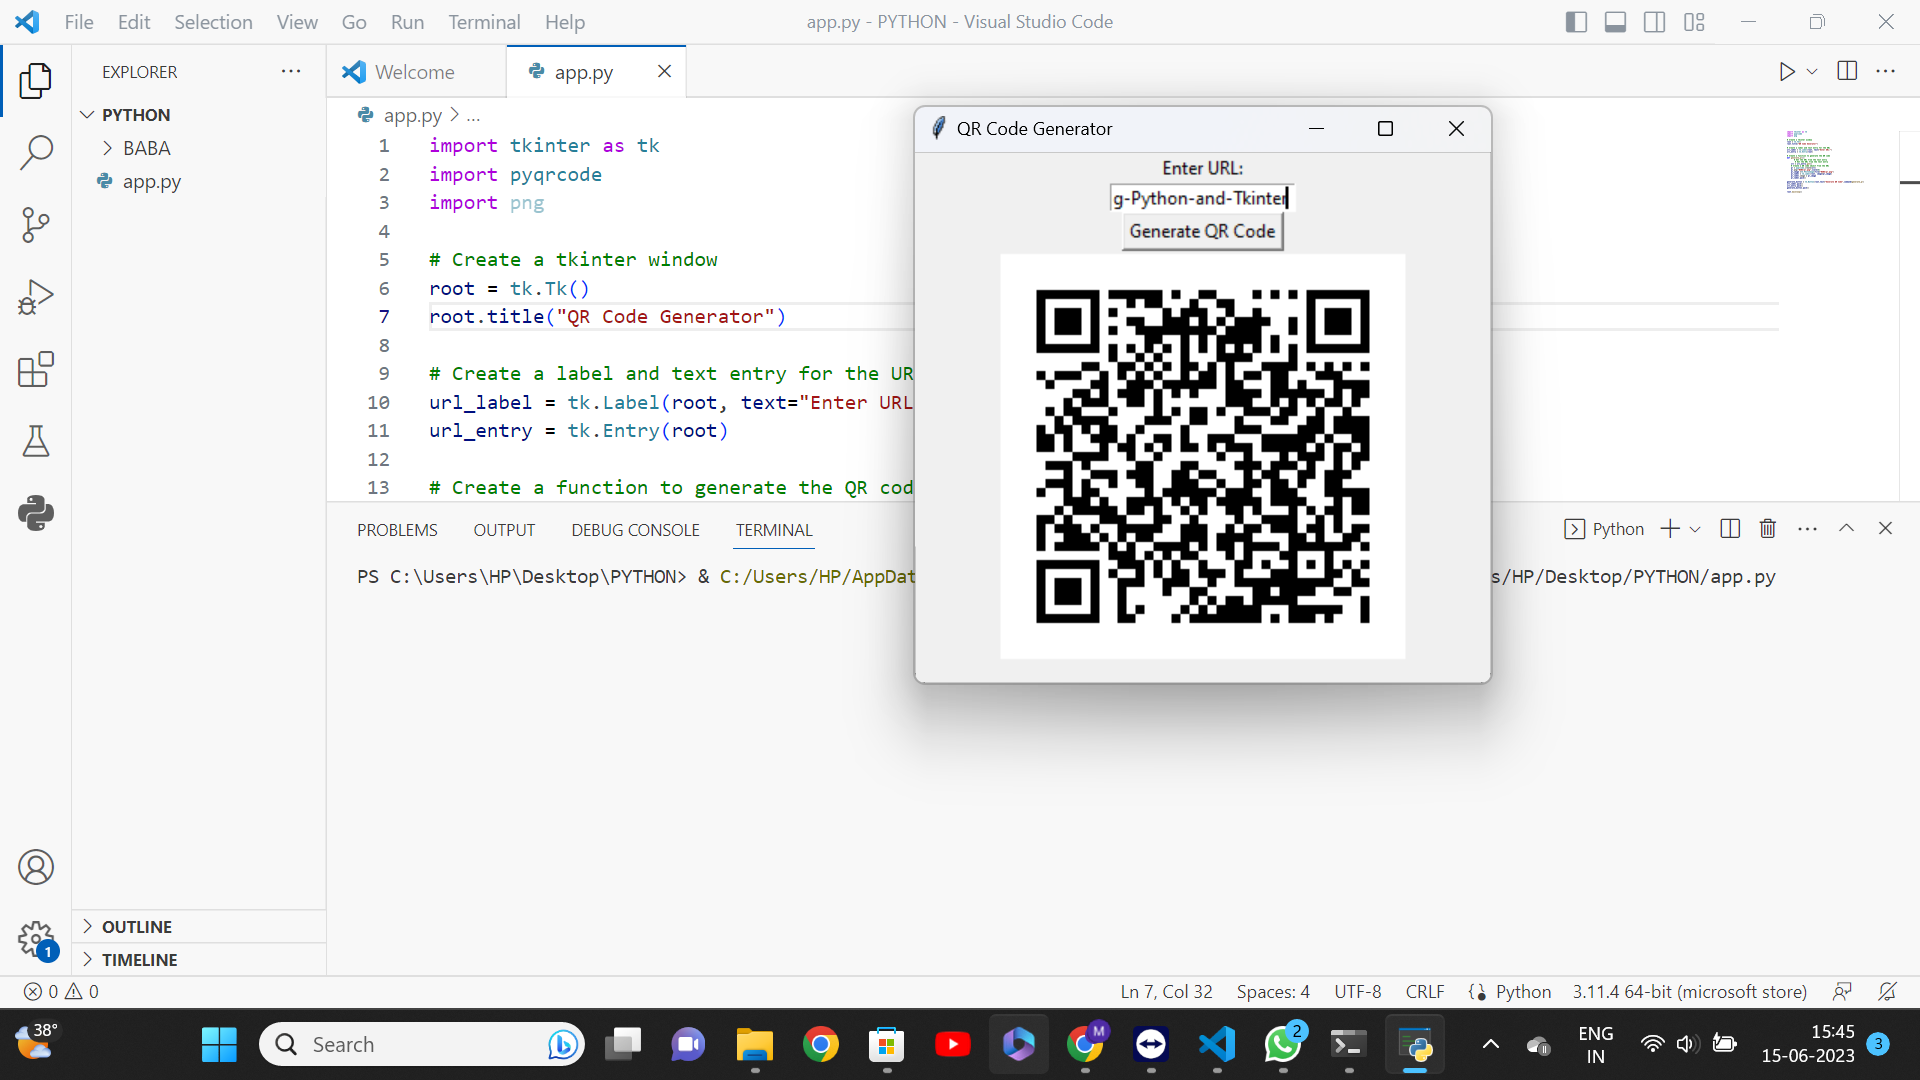 File Edit Selection View Go Run Terminal Help
app.py - PYTHON - Visual Studio Code
EXPLORER
PYTHON
BABA
app.py
OUTLINE
TIMELINE
Welcome
app.py
app.py > ...
1 import tkinter as tk
2 import pyqrcode
3 import png
4
5 # Create a tkinter window
6 root = tk.Tk()
7 root.title("QR Code Generator")
8
9 # Create a label and text entry for the UR
10 url_label = tk.Label(root, text="Enter URL
11 url_entry = tk.Entry(root)
12
13 # Create a function to generate the QR cod
QR Code Generator
Enter URL:
g-Python-and-Tkinter
Generate QR Code
PROBLEMS OUTPUT DEBUG CONSOLE TERMINAL
Python
PS C:\Users\HP\Desktop\PYTHON> & C:/Users/HP/AppDat
s/HP/Desktop/PYTHON/app.py
1
0 0
Ln 7, Col 32 Spaces: 4 UTF-8 CRLF Python 3.11.4 64-bit (microsoft store)
38°
Search
M
2
ENG
IN
15:45
15-06-2023
3